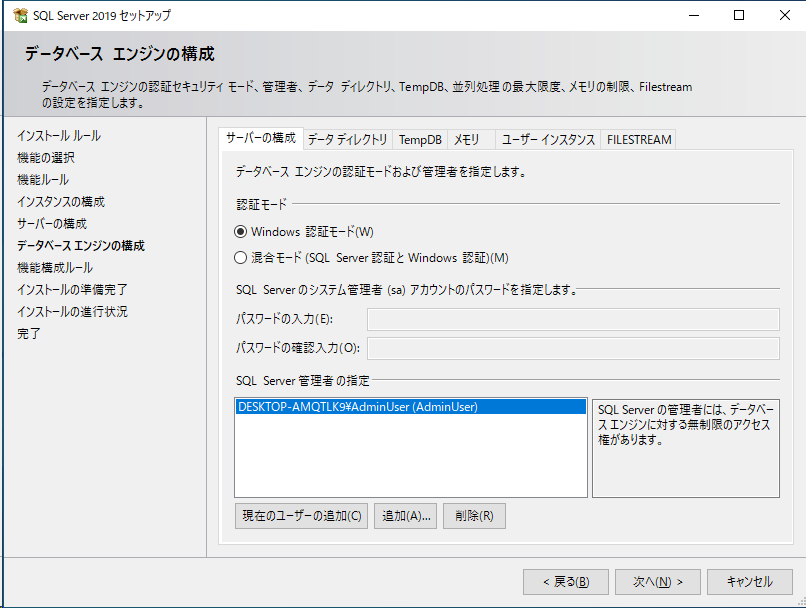 SQL Server 2019 セットアップ
データベース エンジンの構成
データベース エンジンの認証セキュリティ モード、管理者、データ ディレクトリ、TempDB、並列処理の最大限度、メモリの制限、Filestream
の設定を指定します。
インストール ルール
機能の選択
機能ルール
インスタンスの構成
サーバーの構成
データベース エンジンの構成
機能構成ルール
インストールの準備完了
インストールの進行状況
完了
サーバーの構成 データ ディレクトリ TempDB メモリ ユーザー インスタンス FILESTREAM
データベース エンジンの認証モードおよび管理者を指定します。
認証モード
Windows 認証モード(W)
混合モード (SQL Server 認証と Windows 認証)(M)
SQL Server のシステム管理者 (sa) アカウントのパスワードを指定します。
パスワードの入力(E):
パスワードの確認入力(O):
SQL Server 管理者の指定
DESKTOP-AMQTLK9¥AdminUser (AdminUser)
SQL Server の管理者には、データベー
ス エンジンに対する無制限のアクセス
権があります。
現在のユーザーの追加(C) 追加(A)... 削除(R)
< 戻る(B) 次へ(N) > キャンセル